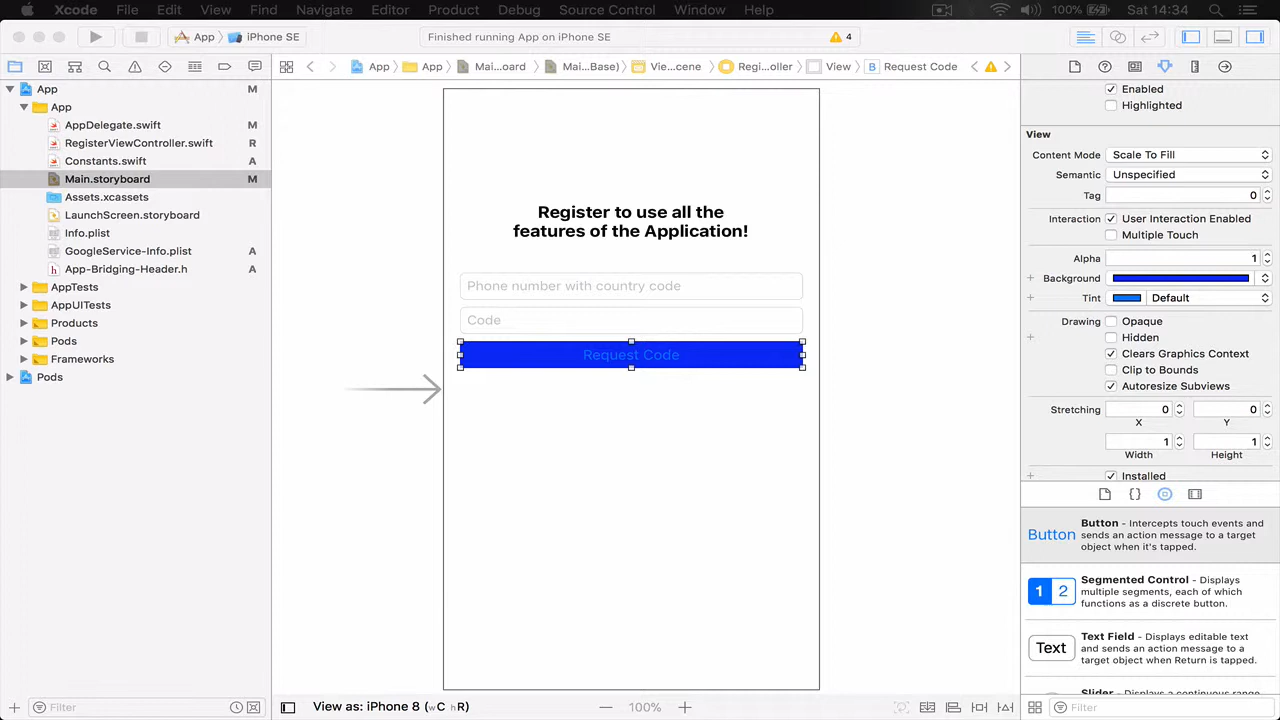 Xcode File Edit View Find Navigate Editor Product Debug Source Control Window Help 100% Sat 14:34
App iPhone SE Finished running App on iPhone SE 4
App App Mai...oard Mai...Base) Vie...cene Regi...oller View B Request Code
App M
App
AppDelegate.swift M
RegisterViewController.swift R
Constants.swift A
Main.storyboard M
Assets.xcassets
LaunchScreen.storyboard
Info.plist
GoogleService-Info.plist A
App-Bridging-Header.h A
AppTests
AppUITests
Products
Pods
Frameworks
Pods
Filter
Register to use all the
features of the Application!
Phone number with country code
Code
Request Code
View as: iPhone 8 (wC hR) 100%
Enabled
Highlighted
View
Content Mode Scale To Fill
Semantic Unspecified
Tag 0
Interaction User Interaction Enabled
Multiple Touch
Alpha 1
Background
Tint Default
Drawing Opaque
Hidden
Clears Graphics Context
Clip to Bounds
Autoresize Subviews
Stretching 0 0
X Y
1 1
Width Height
Installed
Button Button - Intercepts touch events and
sends an action message to a target
object when it's tapped.
1 2 Segmented Control - Displays
multiple segments, each of which
functions as a discrete button.
Text Text Field - Displays editable text
and sends an action message to a
target object when Return is tapped.
Slider - Displays a continuous range
Filter